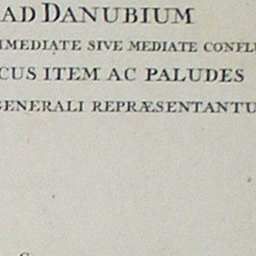 AD DANUBIUM
IMMEDIATE SIVE MEDIATE CONFLU
CUS ITEM AC PALUDES
GENERALI REPRÆSENTANTU